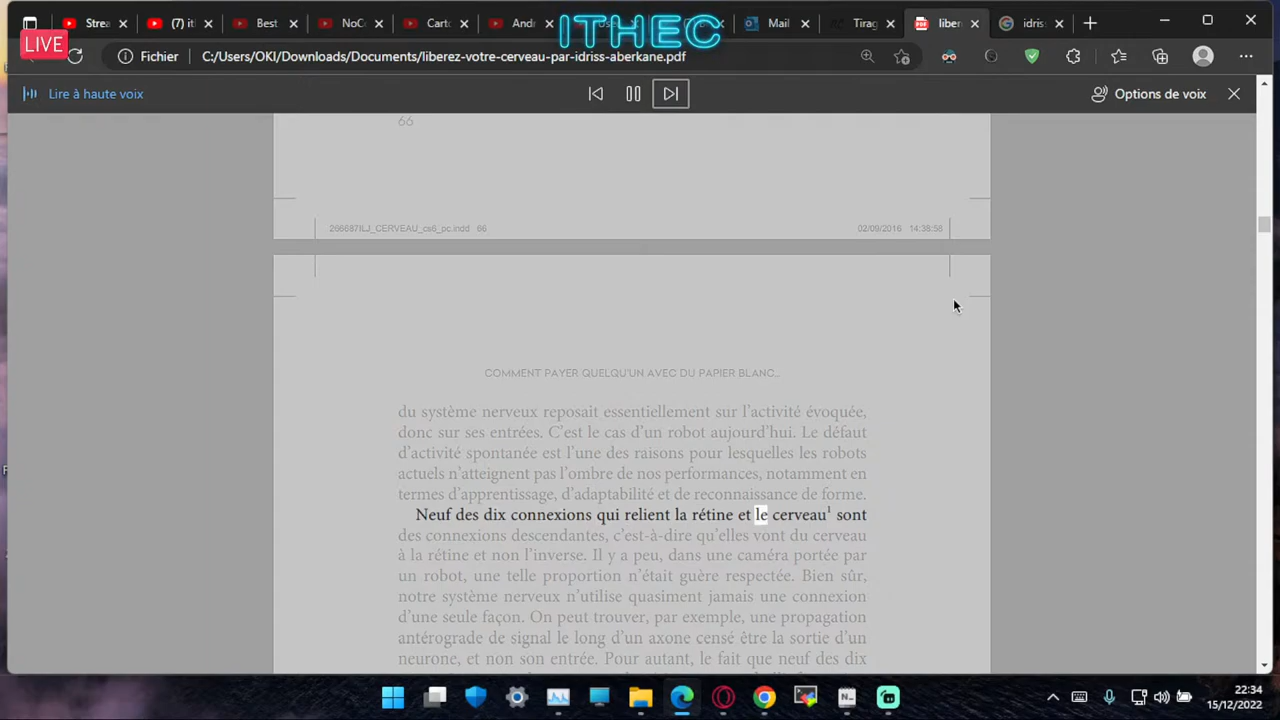 Strea
(7) it
Best
NoCo
Carto
And
ITHEC
Mail
Tirag
liber
idris
LIVE
Fichier
C:/Users/OKI/Downloads/Documents/liberez-votre-cerveau-par-idriss-aberkane.pdf
Lire à haute voix
Options de voix
66
266687ILJ_CERVEAU_cs6_pc.indd 66
02/09/2016 14:38:58
COMMENT PAYER QUELQU'UN AVEC DU PAPIER BLANC...
du système nerveux reposait essentiellement sur l'activité évoquée,
donc sur ses entrées. C'est le cas d'un robot aujourd'hui. Le défaut
d'activité spontanée est l'une des raisons pour lesquelles les robots
actuels n'atteignent pas l'ombre de nos performances, notamment en
termes d'apprentissage, d'adaptabilité et de reconnaissance de forme.
Neuf des dix connexions qui relient la rétine et le cerveau¹ sont
des connexions descendantes, c'est-à-dire qu'elles vont du cerveau
à la rétine et non l'inverse. Il y a peu, dans une caméra portée par
un robot, une telle proportion n'était guère respectée. Bien sûr,
notre système nerveux n'utilise quasiment jamais une connexion
d'une seule façon. On peut trouver, par exemple, une propagation
antérograde de signal le long d'un axone censé être la sortie d'un
neurone, et non son entrée. Pour autant, le fait que neuf des dix
22:34
15/12/2022